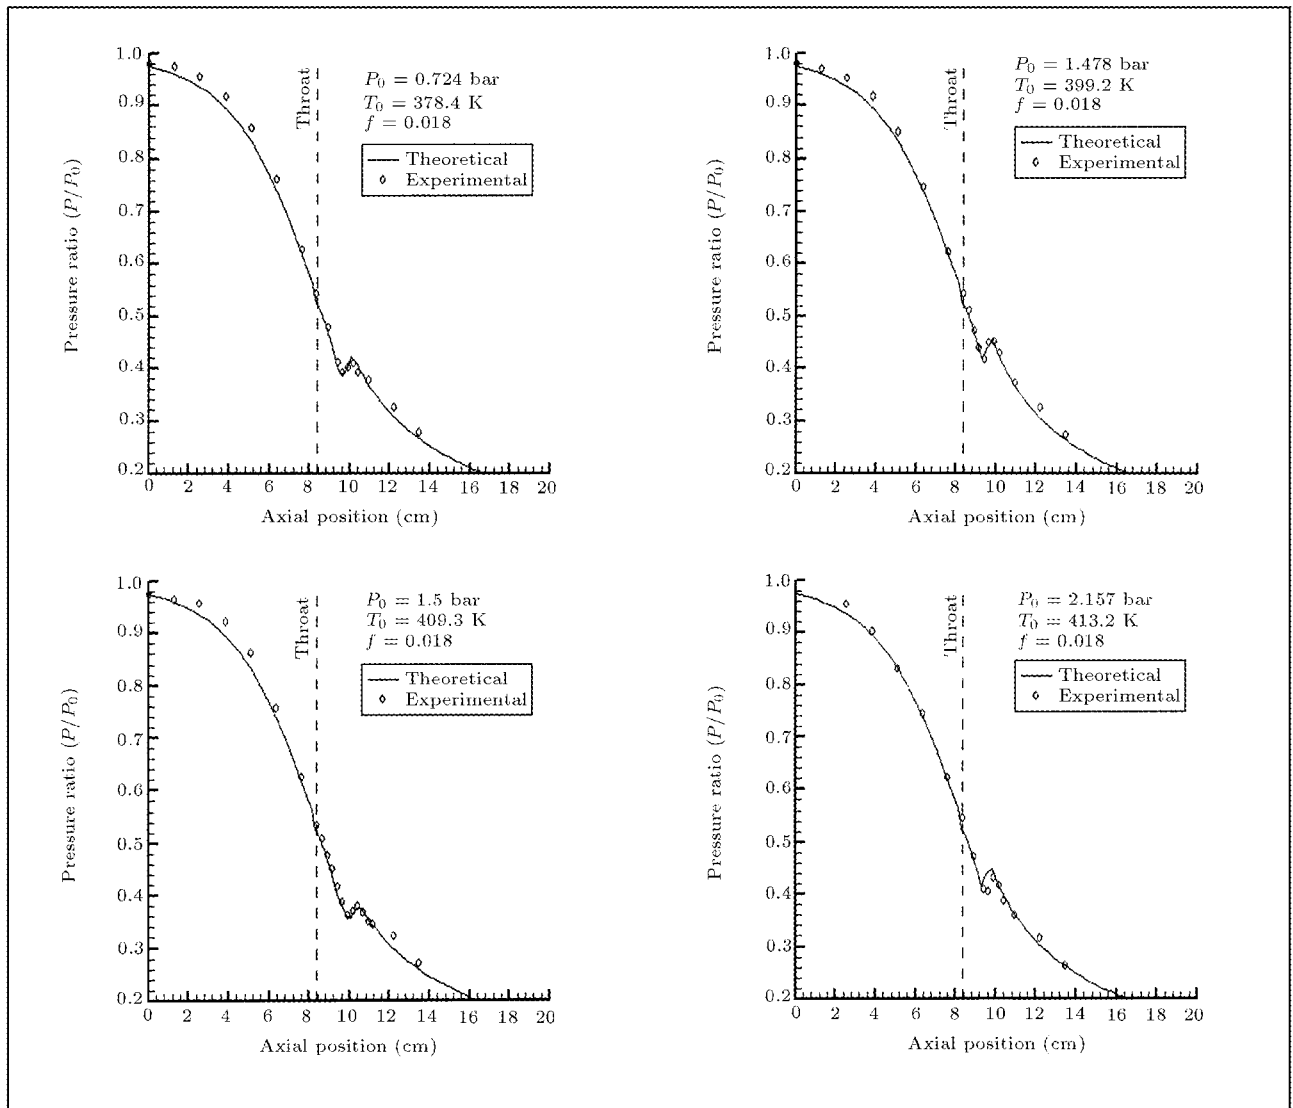 1.0
0.9
0.8
0.7
0.6
0.5
0.4
0.3
0.2
Pressure ratio (P/P0)
Throat
P0 = 0.724 bar
T0 = 378.4 K
f = 0.018
Theoretical
Experimental
0 2 4 6 8 10 12 14 16 18 20
Axial position (cm)
1.0
0.9
0.8
0.7
0.6
0.5
0.4
0.3
0.2
Pressure ratio (P/P0)
Throat
P0 = 1.478 bar
T0 = 399.2 K
f = 0.018
Theoretical
Experimental
0 2 4 6 8 10 12 14 16 18 20
Axial position (cm)
1.0
0.9
0.8
0.7
0.6
0.5
0.4
0.3
0.2
Pressure ratio (P/P0)
Throat
P0 = 1.5 bar
T0 = 409.3 K
f = 0.018
Theoretical
Experimental
0 2 4 6 8 10 12 14 16 18 20
Axial position (cm)
1.0
0.9
0.8
0.7
0.6
0.5
0.4
0.3
0.2
Pressure ratio (P/P0)
Throat
P0 = 2.157 bar
T0 = 413.2 K
f = 0.018
Theoretical
Experimental
0 2 4 6 8 10 12 14 16 18 20
Axial position (cm)